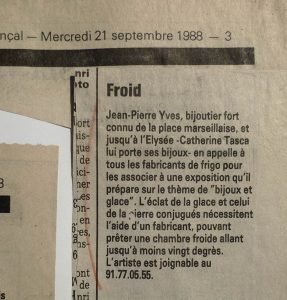 nçal — Mercredi 21 septembre 1988 — 3
Froid
Jean-Pierre Yves, bijoutier fort
connu de la place marseillaise, et
jusqu'à l'Elysée -Catherine Tasca
lui porte ses bijoux- en appelle à
tous les fabricants de frigo pour
les associer à une exposition qu'il
prépare sur le thème de "bijoux et
glace". L'éclat de la glace et celui
de la pierre conjugués nécessitent
l'aide d'un fabricant, pouvant
prêter une chambre froide allant
jusqu'à moins vingt degrés.
L'artiste est joignable au
91.77.05.55.